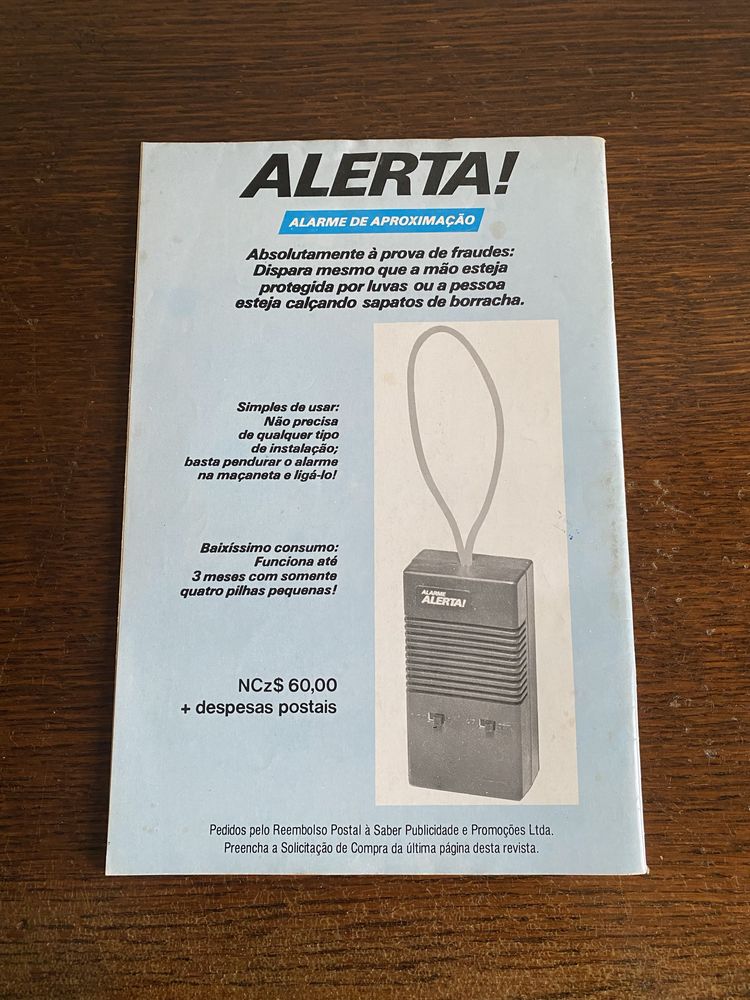 ALERTA!
ALARME DE APROXIMAÇÃO
Absolutamente à prova de fraudes:
Dispara mesmo que a mão esteja
protegida por luvas ou a pessoa
esteja calçando sapatos de borracha.
Simples de usar:
Não precisa
de qualquer tipo
de instalação;
basta pendurar o alarme
na maçaneta e ligá-lo!
Baixíssimo consumo:
Funciona até
3 meses com somente
quatro pilhas pequenas!
ALARME
ALERTA!
NCz$ 60,00
+ despesas postais
Pedidos pelo Reembolso Postal à Saber Publicidade e Promoções Ltda.
Preencha a Solicitação de Compra da última página desta revista.